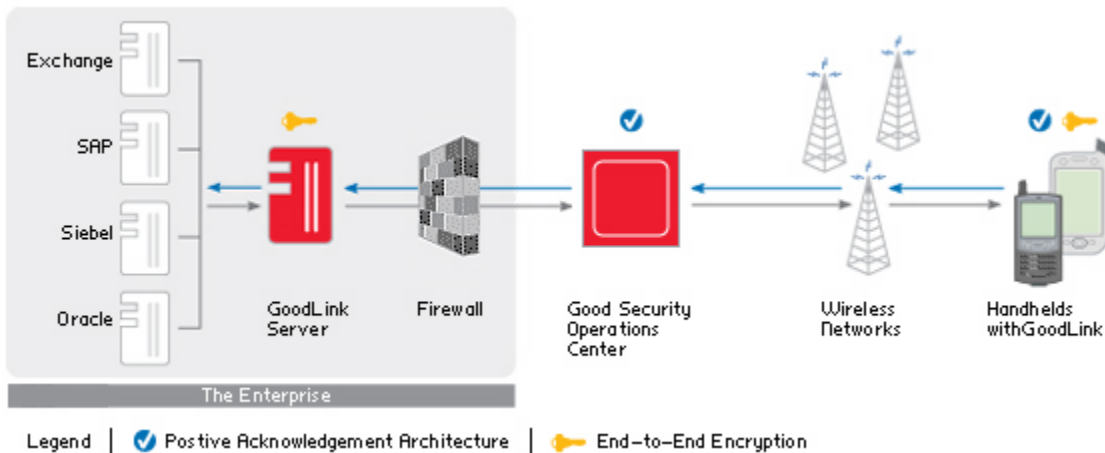 Exchange
SAP
Siebel
Oracle
GoodLink
Server
Firewall
Good Security
Operations
Center
Wireless
Networks
Handhelds
withGoodLink
The Enterprise
Legend
Postive Acknowledgement Architecture
End-to-End Encryption